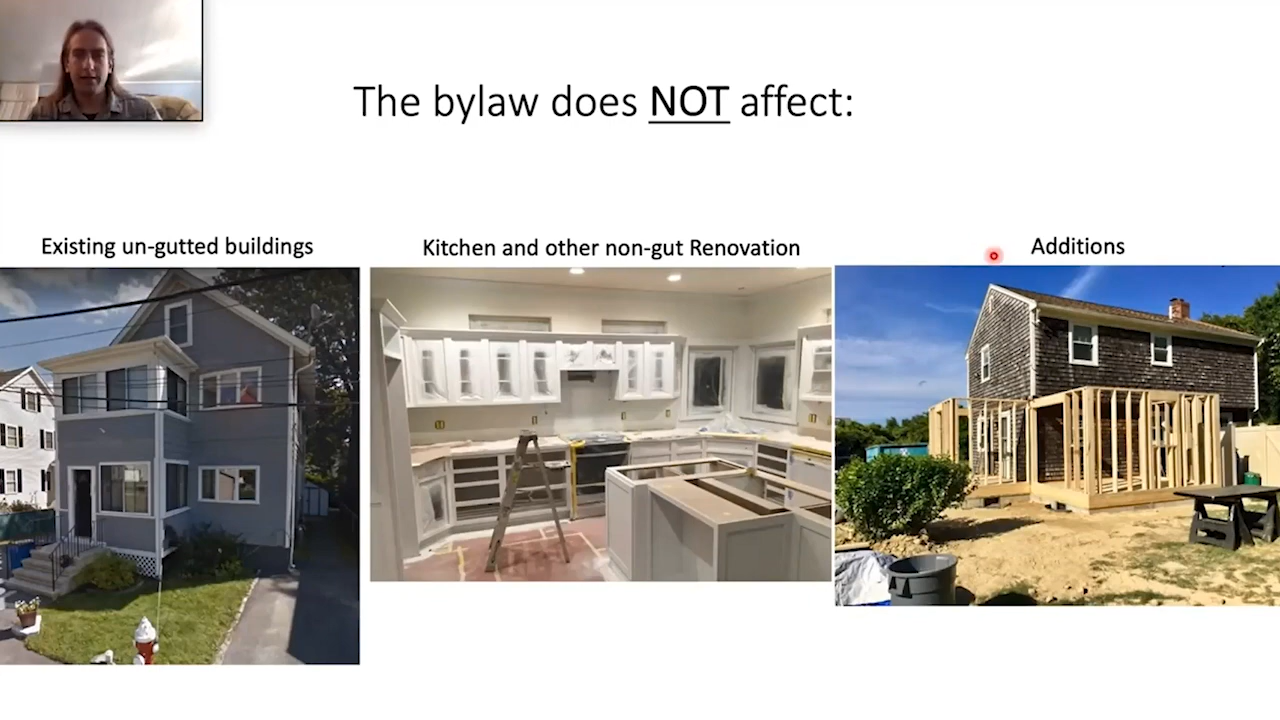 The bylaw does NOT affect:
Existing un-gutted buildings
Kitchen and other non-gut Renovation
Additions